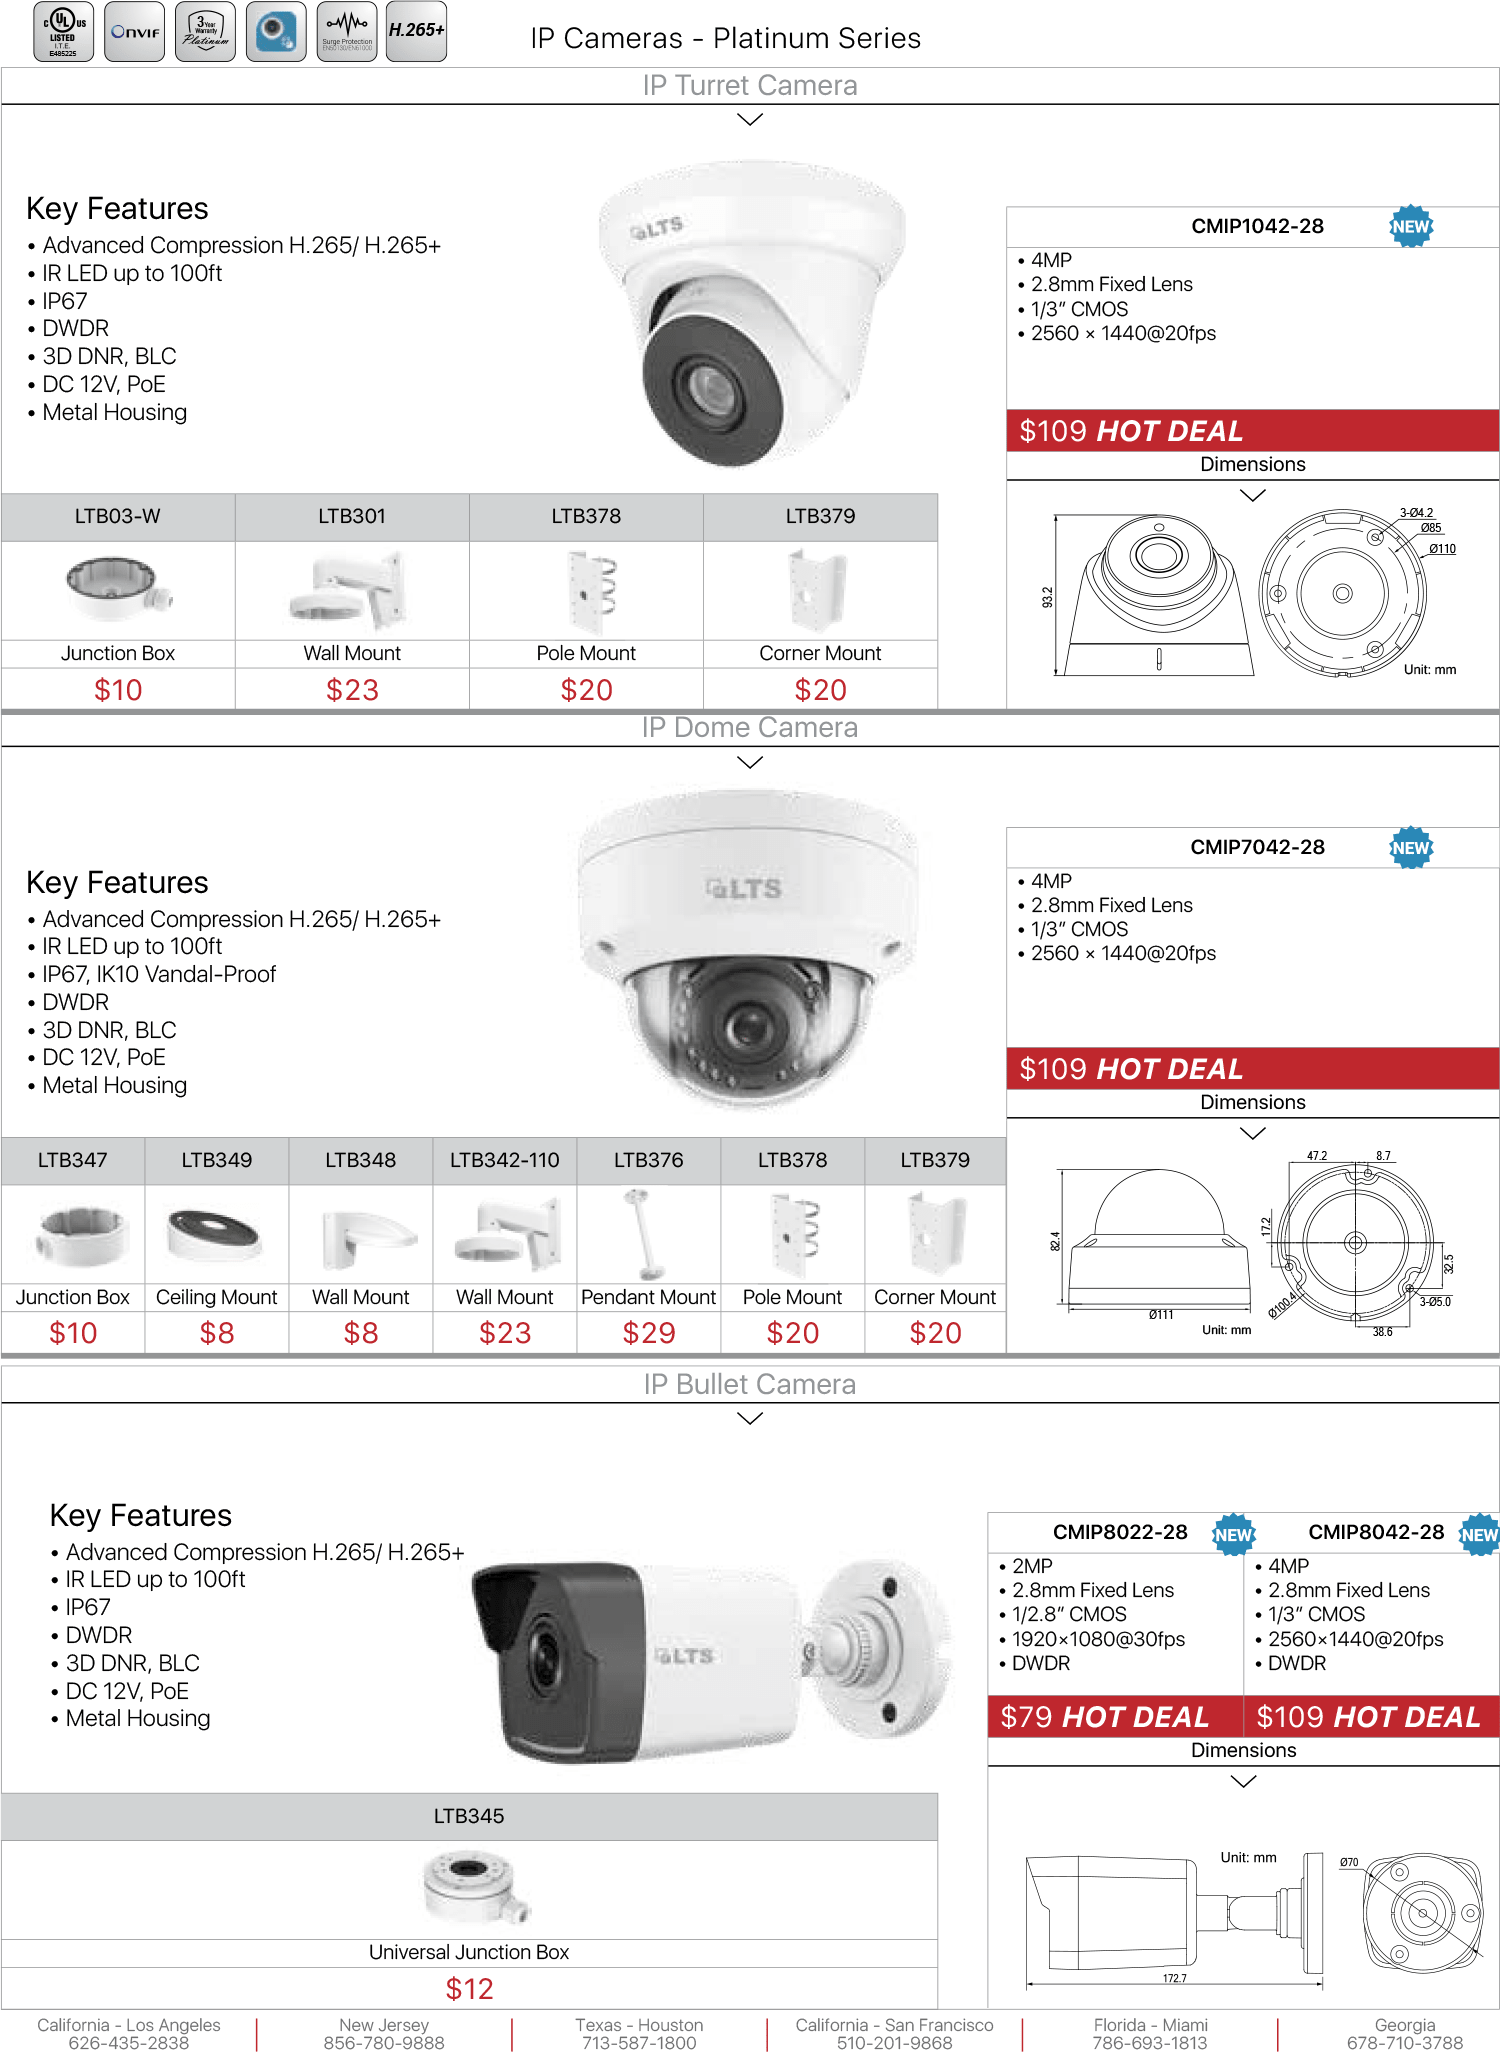 C UL US
LISTED
I.T.E.
E485225
ONVIF
3 Year
Warranty
Platinum
Surge Protection
EN50130/EN61000
H.265+
IP Cameras - Platinum Series
IP Turret Camera
Key Features
• Advanced Compression H.265/ H.265+
• IR LED up to 100ft
• IP67
• DWDR
• 3D DNR, BLC
• DC 12V, PoE
• Metal Housing
LTS
CMIP1042-28
NEW
• 4MP
• 2.8mm Fixed Lens
• 1/3” CMOS
• 2560 × 1440@20fps
$109 HOT DEAL
Dimensions
93.2
3-Ø4.2
Ø85
Ø110
Unit: mm
LTB03-W LTB301 LTB378 LTB379
Junction Box Wall Mount Pole Mount Corner Mount
$10 $23 $20 $20
IP Dome Camera
Key Features
• Advanced Compression H.265/ H.265+
• IR LED up to 100ft
• IP67, IK10 Vandal-Proof
• DWDR
• 3D DNR, BLC
• DC 12V, PoE
• Metal Housing
LTS
CMIP7042-28
NEW
• 4MP
• 2.8mm Fixed Lens
• 1/3” CMOS
• 2560 × 1440@20fps
$109 HOT DEAL
Dimensions
82.4
Ø111
Unit: mm
47.2
8.7
17.2
32.5
Ø100.4
3-Ø5.0
38.6
LTB347 LTB349 LTB348 LTB342-110 LTB376 LTB378 LTB379
Junction Box Ceiling Mount Wall Mount Wall Mount Pendant Mount Pole Mount Corner Mount
$10 $8 $8 $23 $29 $20 $20
IP Bullet Camera
Key Features
• Advanced Compression H.265/ H.265+
• IR LED up to 100ft
• IP67
• DWDR
• 3D DNR, BLC
• DC 12V, PoE
• Metal Housing
LTS
CMIP8022-28
NEW
• 2MP
• 2.8mm Fixed Lens
• 1/2.8” CMOS
• 1920×1080@30fps
• DWDR
$79 HOT DEAL
CMIP8042-28
NEW
• 4MP
• 2.8mm Fixed Lens
• 1/3” CMOS
• 2560×1440@20fps
• DWDR
$109 HOT DEAL
Dimensions
Unit: mm
172.7
Ø70
LTB345
Universal Junction Box
$12
California - Los Angeles
626-435-2838
New Jersey
856-780-9888
Texas - Houston
713-587-1800
California - San Francisco
510-201-9868
Florida - Miami
786-693-1813
Georgia
678-710-3788